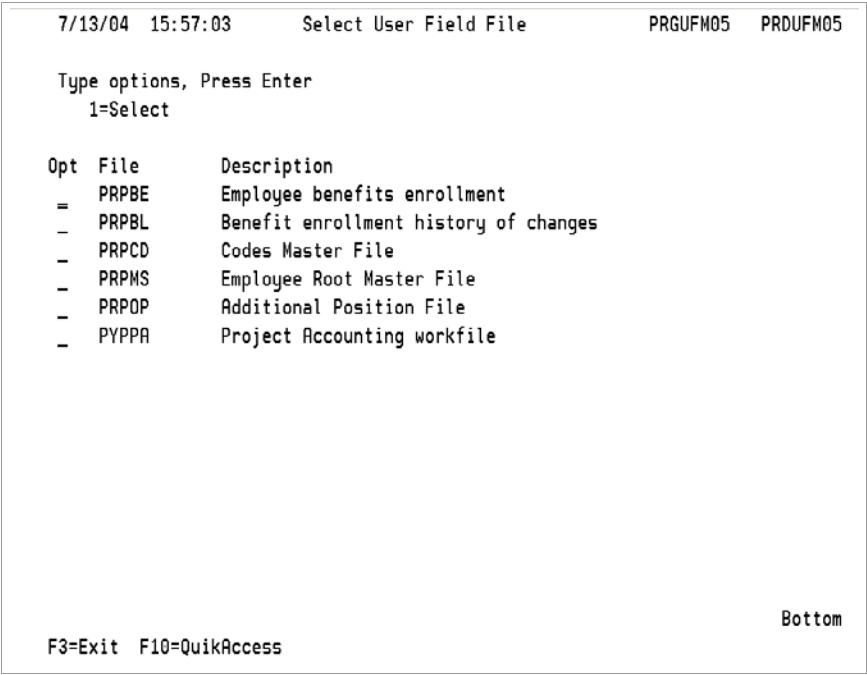 7/13/04 15:57:03 Select User Field File PRGUFM05 PRDUFM05
Type options, Press Enter
1=Select
Opt File Description
_ PRPBE Employee benefits enrollment
_ PRPBL Benefit enrollment history of changes
_ PRPCD Codes Master File
_ PRPMS Employee Root Master File
_ PRPOP Additional Position File
_ PYPPA Project Accounting workfile
Bottom
F3=Exit F10=QuikAccess